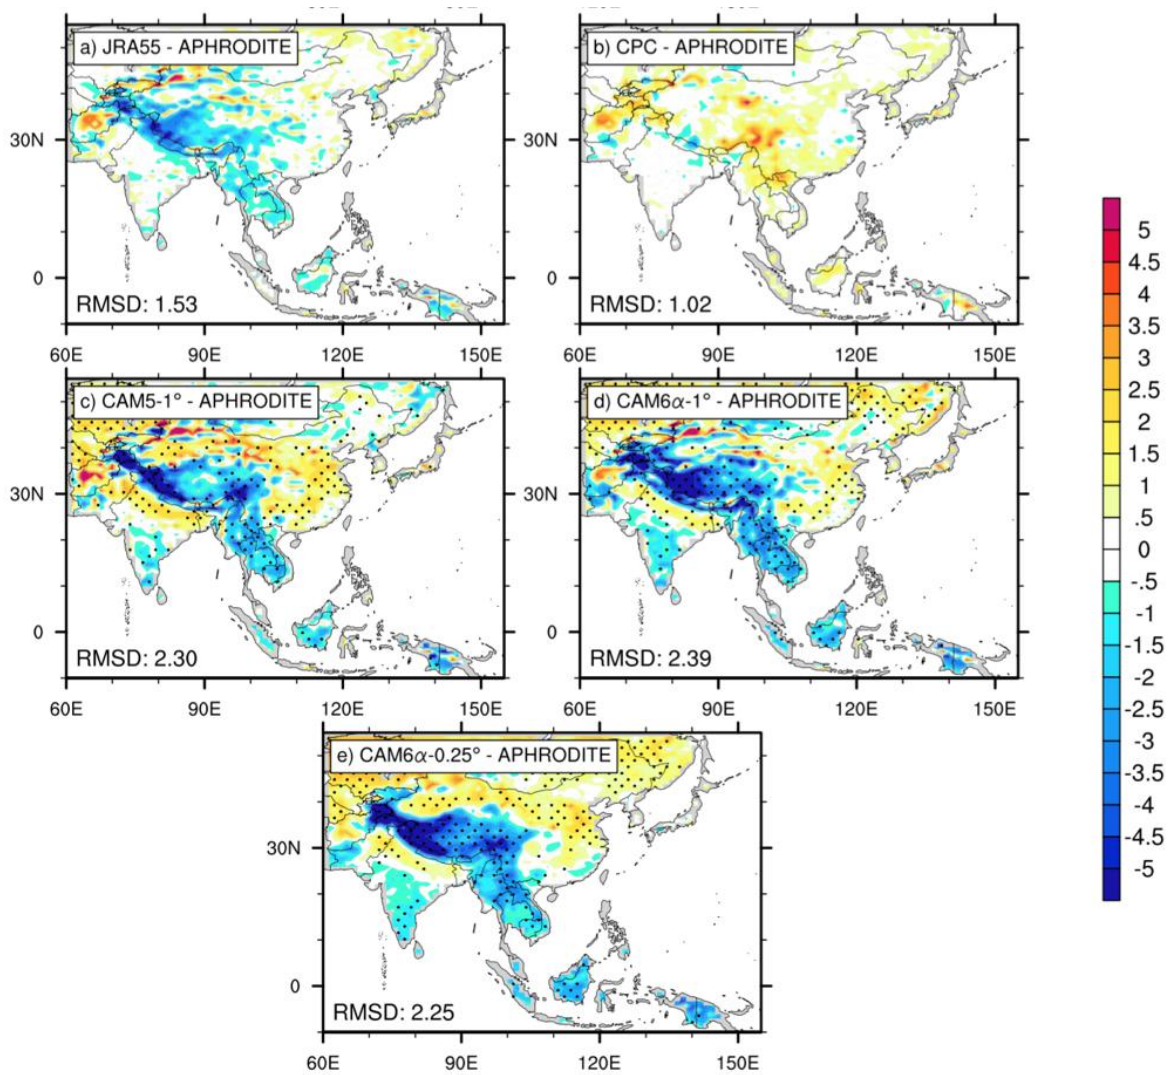 a) JRA55 - APHRODITE
b) CPC - APHRODITE
30N
30N
0
0
RMSD: 1.53
RMSD: 1.02
60E 90E 120E 150E
60E 90E 120E 150E
c) CAM5-1° - APHRODITE
d) CAM6α-1° - APHRODITE
30N
30N
0
0
RMSD: 2.30
RMSD: 2.39
60E 90E 120E 150E
60E 90E 120E 150E
e) CAM6α-0.25° - APHRODITE
30N
0
RMSD: 2.25
60E 90E 120E 150E
5
4.5
4
3.5
3
2.5
2
1.5
1
.5
0
-.5
-1
-1.5
-2
-2.5
-3
-3.5
-4
-4.5
-5